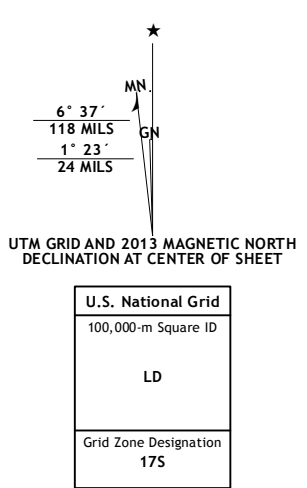 ★
MN
6° 37´
118 MILS
GN
1° 23´
24 MILS
UTM GRID AND 2013 MAGNETIC NORTH
DECLINATION AT CENTER OF SHEET
U.S. National Grid
100,000-m Square ID
LD
Grid Zone Designation
17S